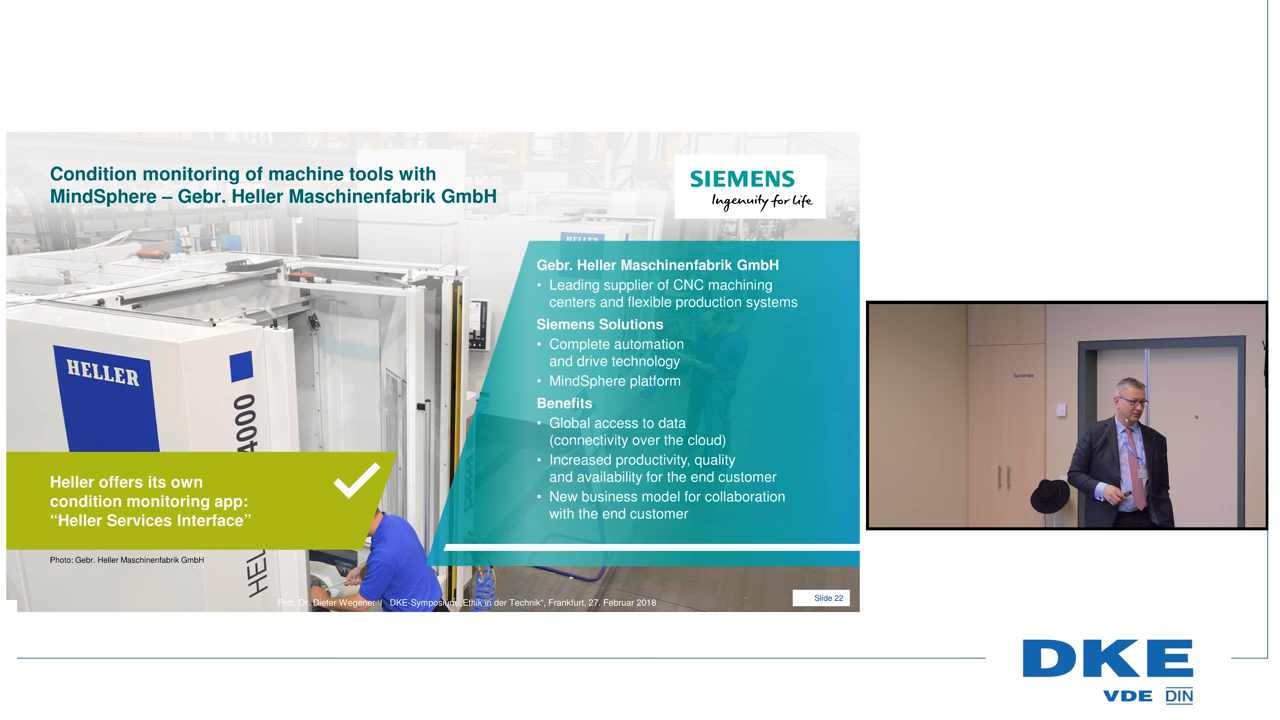 Condition monitoring of machine tools with
MindSphere – Gebr. Heller Maschinenfabrik GmbH
SIEMENS
Ingenuity for life
HELLER
Gebr. Heller Maschinenfabrik GmbH
• Leading supplier of CNC machining
centers and flexible production systems
Siemens Solutions
• Complete automation
and drive technology
• MindSphere platform
Benefits
• Global access to data
(connectivity over the cloud)
• Increased productivity, quality
and availability for the end customer
• New business model for collaboration
with the end customer
HELLER
4000
Heller offers its own
condition monitoring app:
“Heller Services Interface”
Photo: Gebr. Heller Maschinenfabrik GmbH
HEL
Prof. Dr. Dieter Wegener I DKE-Symposium „Ethik in der Technik“, Frankfurt, 27. Februar 2018
Slide 22
Garderobe
DKE
VDE DIN